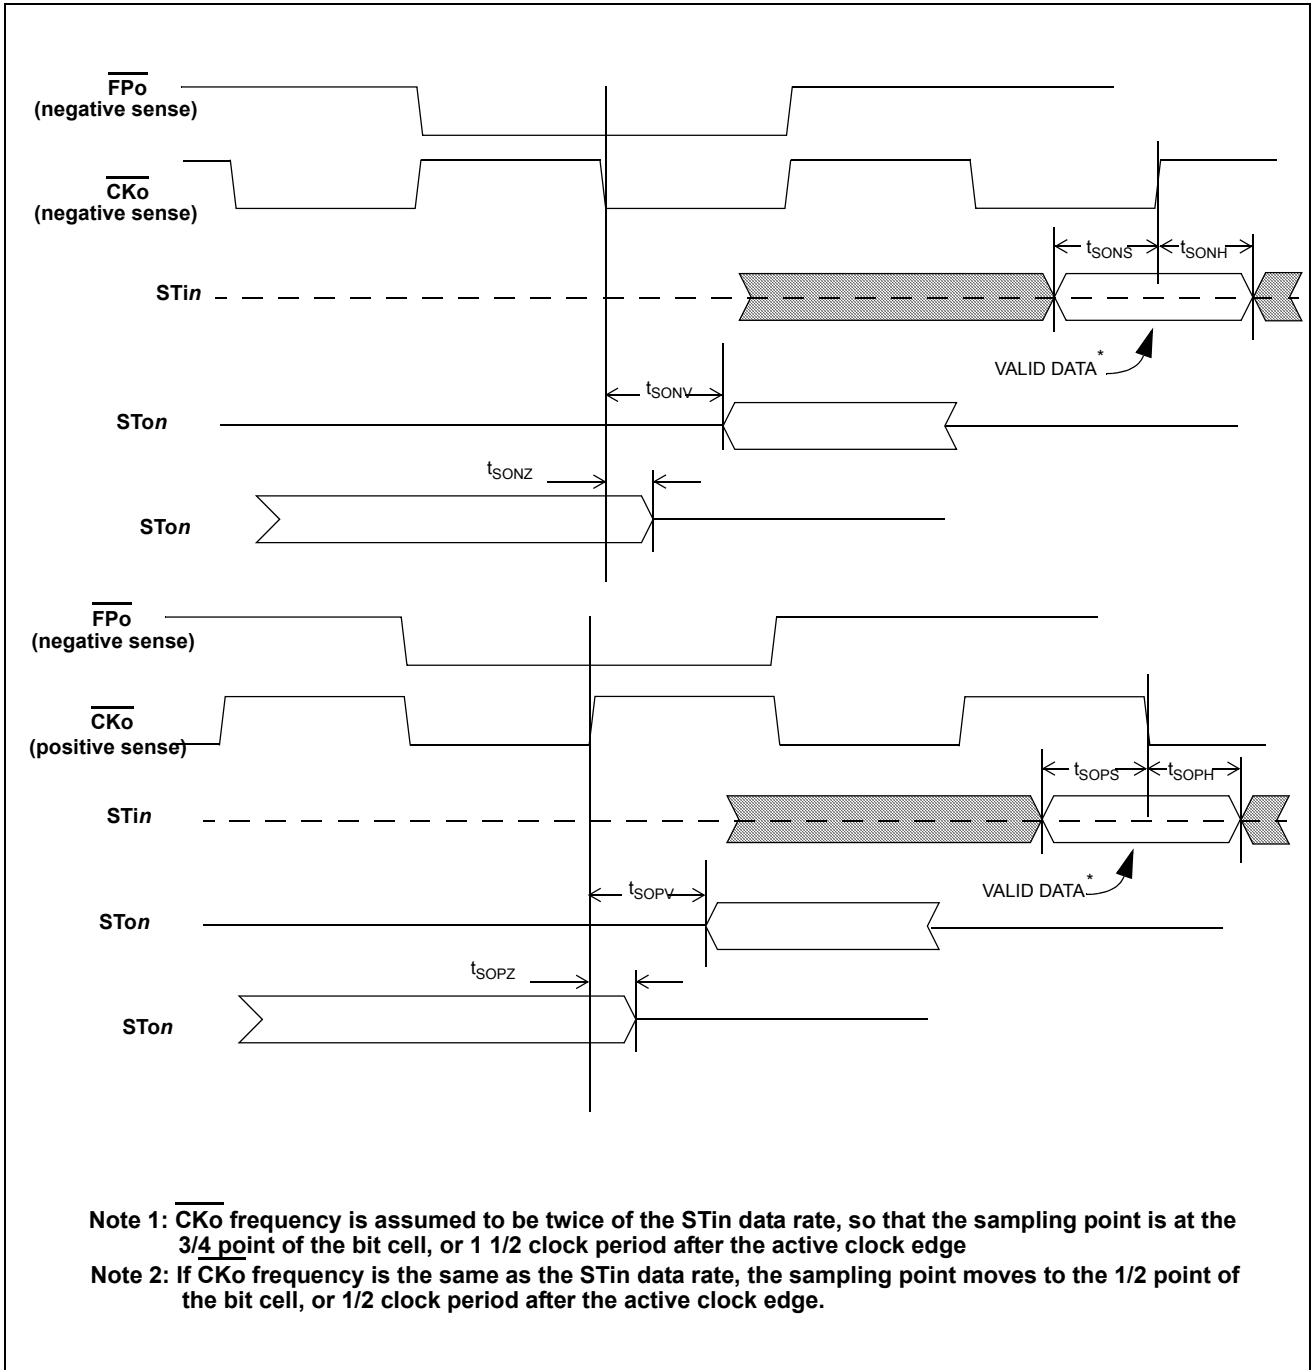 FPo
(negative sense)
CKo
(negative sense)
tSONS
tSONH
STin
VALID DATA*
tSONV
STon
tSONZ
STon
FPo
(negative sense)
CKo
(positive sense)
tSOPS
tSOPH
STin
VALID DATA*
tSOPV
STon
tSOPZ
STon
Note 1: CKo frequency is assumed to be twice of the STin data rate, so that the sampling point is at the
3/4 point of the bit cell, or 1 1/2 clock period after the active clock edge
Note 2: If CKo frequency is the same as the STin data rate, the sampling point moves to the 1/2 point of
the bit cell, or 1/2 clock period after the active clock edge.